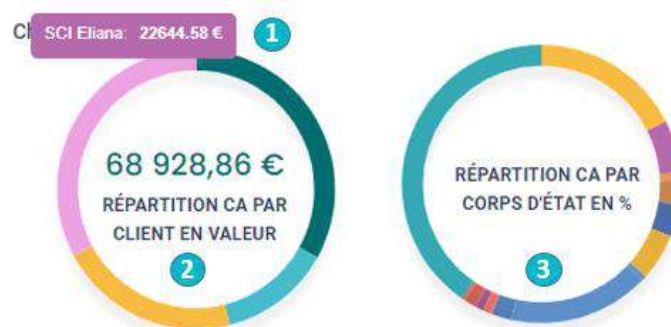 Ch
SCI Eliana: 22644.58 €
1
68 928,86 €
RÉPARTITION CA PAR
CLIENT EN VALEUR
2
RÉPARTITION CA PAR
CORPS D'ÉTAT EN %
3